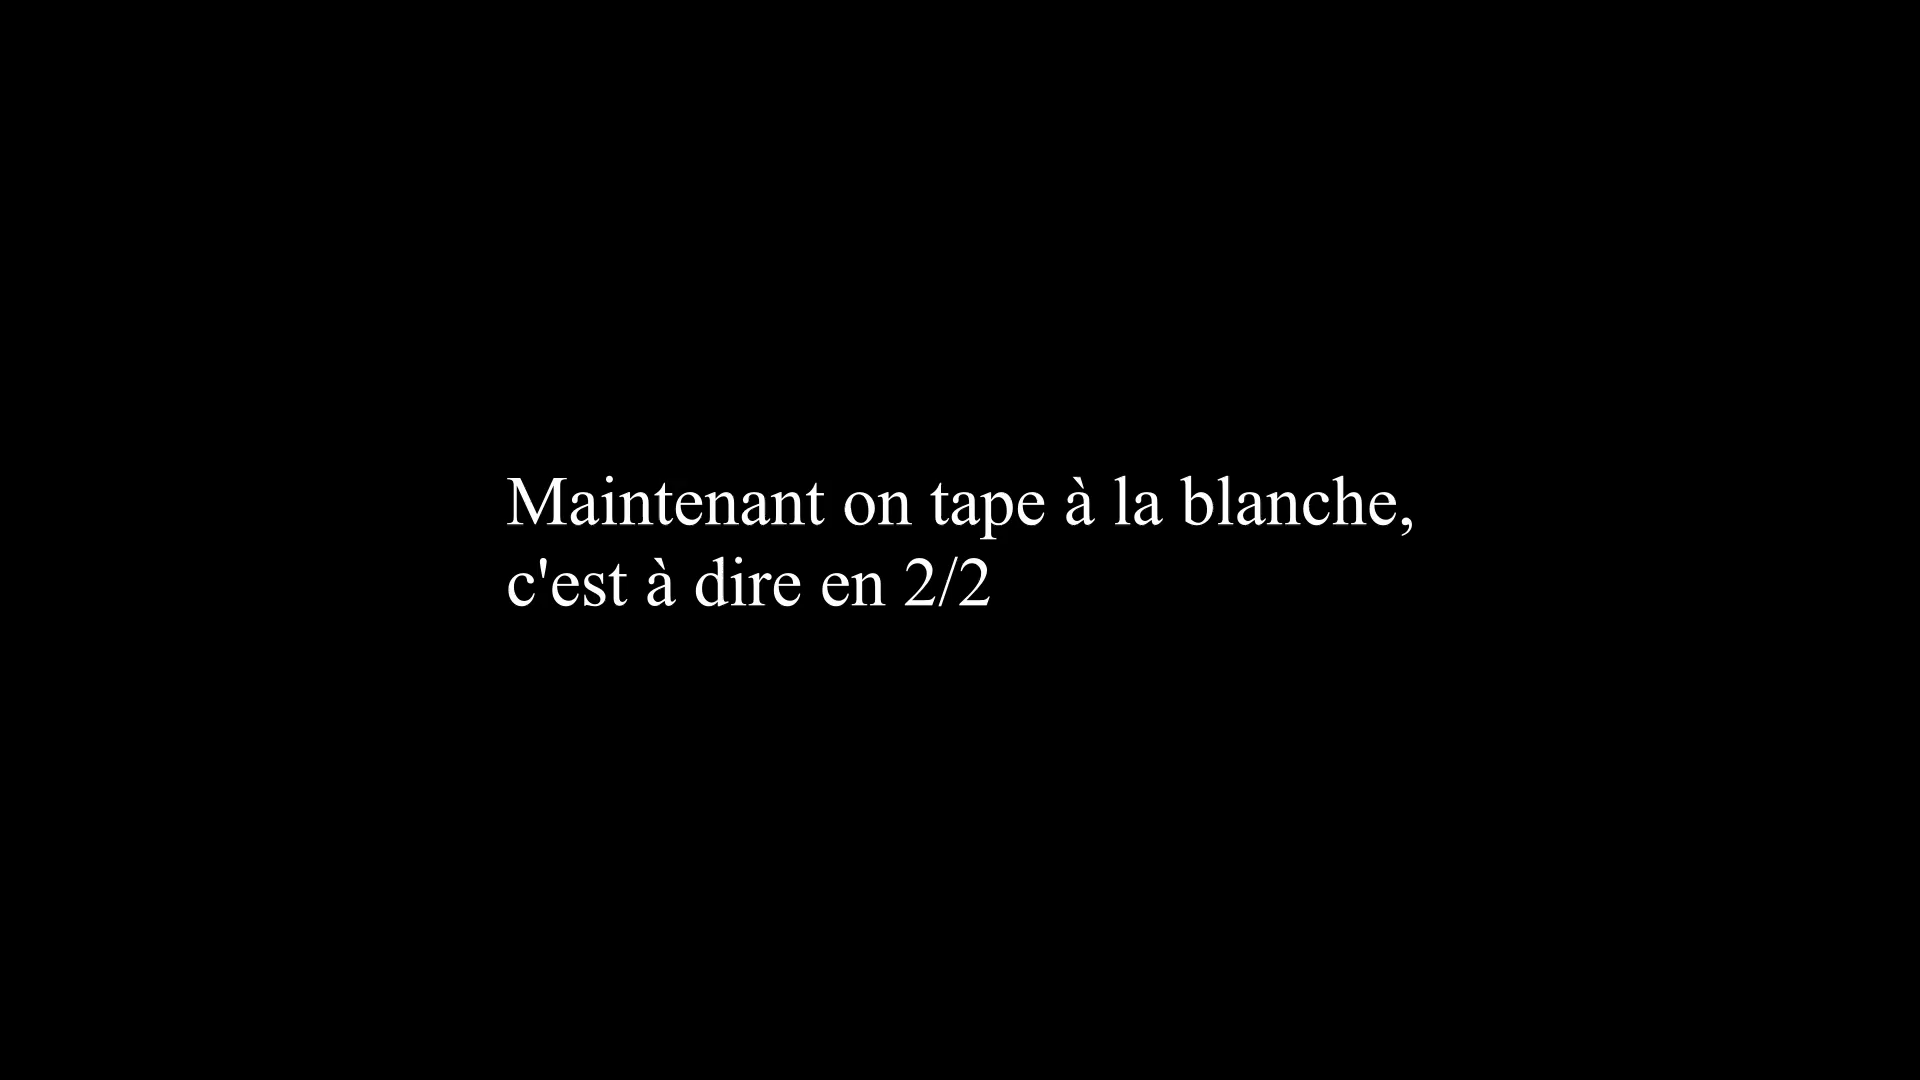 Maintenant on tape à la blanche,
c'est à dire en 2/2